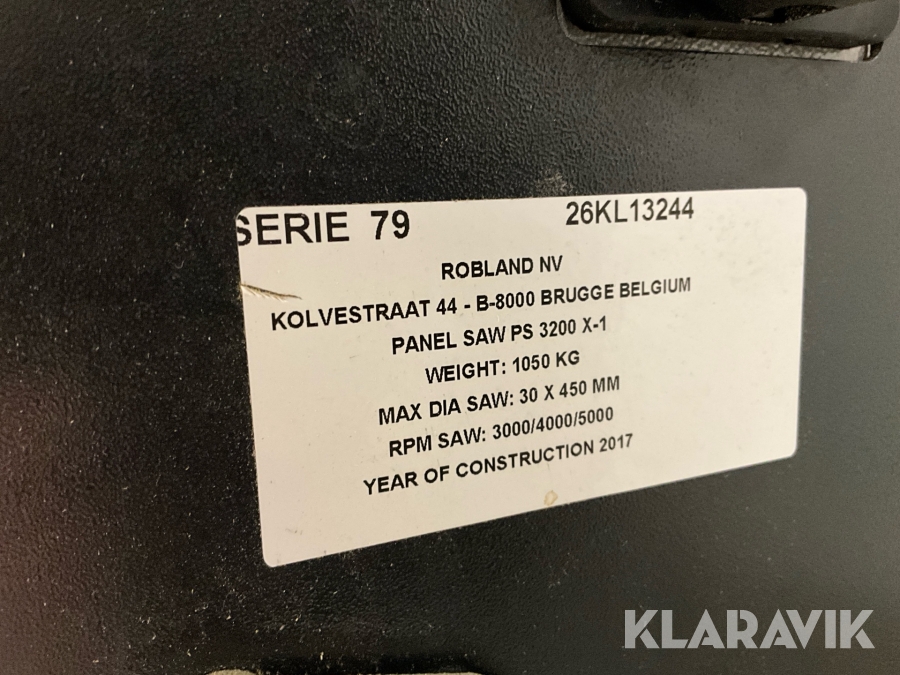 SERIE 79 26KL13244
ROBLAND NV
KOLVESTRAAT 44 - B-8000 BRUGGE BELGIUM
PANEL SAW PS 3200 X-1
WEIGHT: 1050 KG
MAX DIA SAW: 30 X 450 MM
RPM SAW: 3000/4000/5000
YEAR OF CONSTRUCTION 2017
KLARAVIK